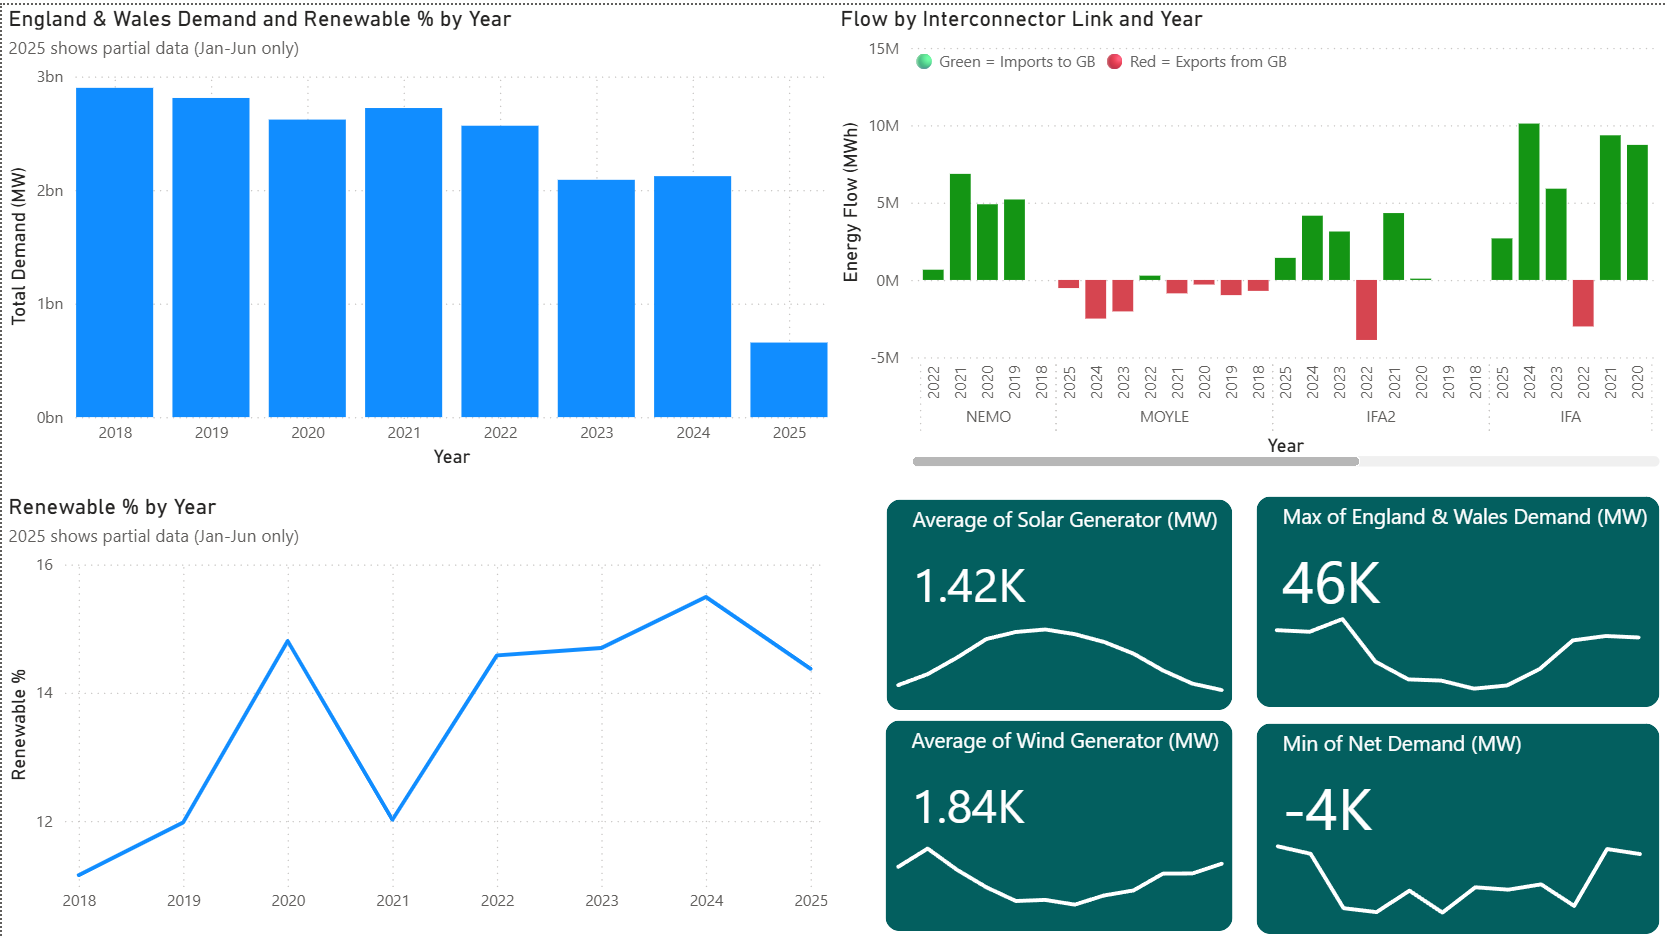 England & Wales Demand and Renewable % by Year
2025 shows partial data (Jan-Jun only)
3bn
2bn
1bn
0bn
Total Demand (MW)
2018 2019 2020 2021 2022 2023 2024 2025
Year
Flow by Interconnector Link and Year
Green = Imports to GB Red = Exports from GB
15M
10M
5M
0M
-5M
Energy Flow (MWh)
2022 2021 2020 2019 2018 2025 2024 2023 2022 2021 2020 2019 2018 2025 2024 2023 2022 2021 2020 2019 2018 2025 2024 2023 2022 2021 2020
NEMO MOYLE IFA2 IFA
Year
Renewable % by Year
2025 shows partial data (Jan-Jun only)
16
14
12
Renewable %
2018 2019 2020 2021 2022 2023 2024 2025
Average of Solar Generator (MW)
1.42K
Max of England & Wales Demand (MW)
46K
Average of Wind Generator (MW)
1.84K
Min of Net Demand (MW)
-4K